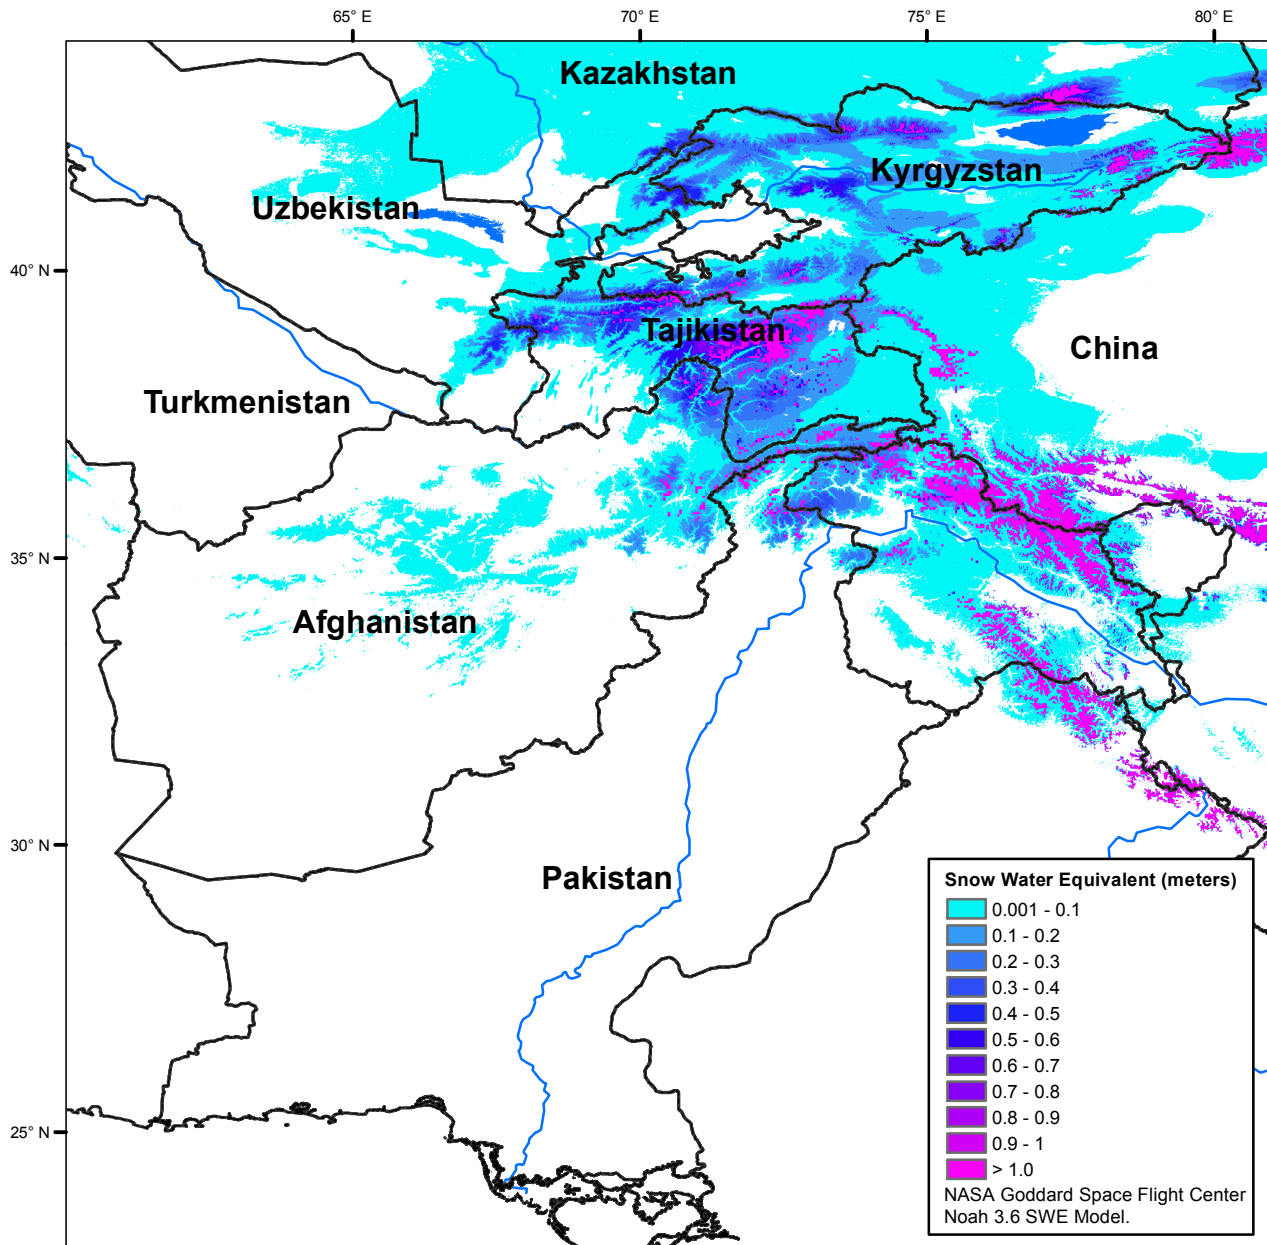 65° E
70° E
75° E
80° E
Kazakhstan
Kyrgyzstan
Uzbekistan
40° N
Tajikistan
China
Turkmenistan
35° N
Afghanistan
30° N
Pakistan
25° N
Snow Water Equivalent (meters)
0.001 - 0.1
0.1 - 0.2
0.2 - 0.3
0.3 - 0.4
0.4 - 0.5
0.5 - 0.6
0.6 - 0.7
0.7 - 0.8
0.8 - 0.9
0.9 - 1
> 1.0
NASA Goddard Space Flight Center
Noah 3.6 SWE Model.